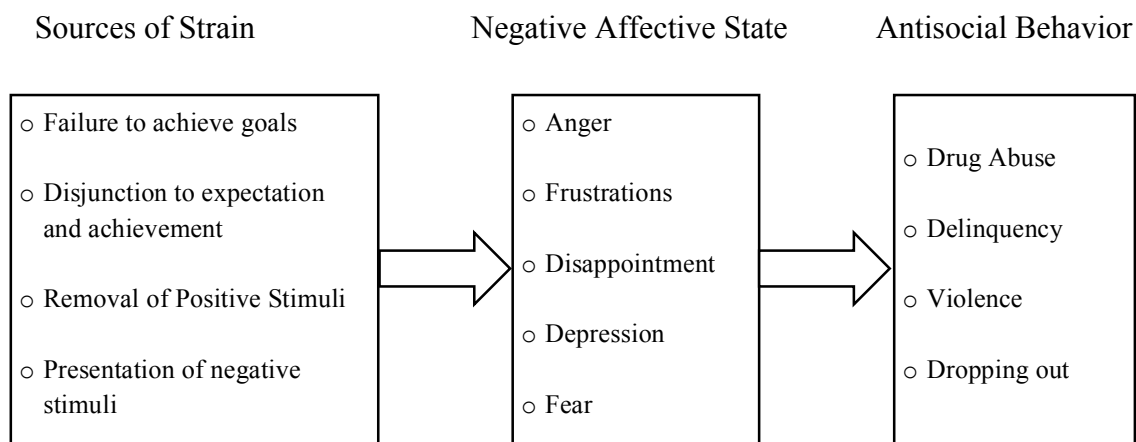 Sources of Strain
Negative Affective State
Antisocial Behavior
○ Failure to achieve goals
○ Disjunction to expectation
and achievement
○ Removal of Positive Stimuli
○ Presentation of negative
stimuli
○ Anger
○ Frustrations
○ Disappointment
○ Depression
○ Fear
○ Drug Abuse
○ Delinquency
○ Violence
○ Dropping out